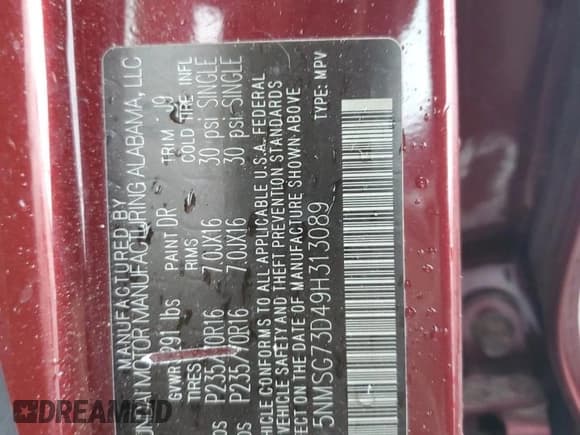 MANUFACTURED BY
MOTOR MANUFACTURING ALABAMA, LLC
GVWR 291 lbs PAINT DR TRIM J9
TIRES RIMS COLD TIRE INFL
P235/70R16 7.0JX16 30 psi SINGLE
P235/70R16 7.0JX16 30 psi SINGLE
TO ALL APPLICABLE U.S.A. FEDERAL
VEHICLE SAFETY AND THEFT PREVENTION STANDARDS
THE DATE OF MANUFACTURE SHOWN ABOVE
5NMSG73D49H313089 TYPE: MPV
DREAMBID